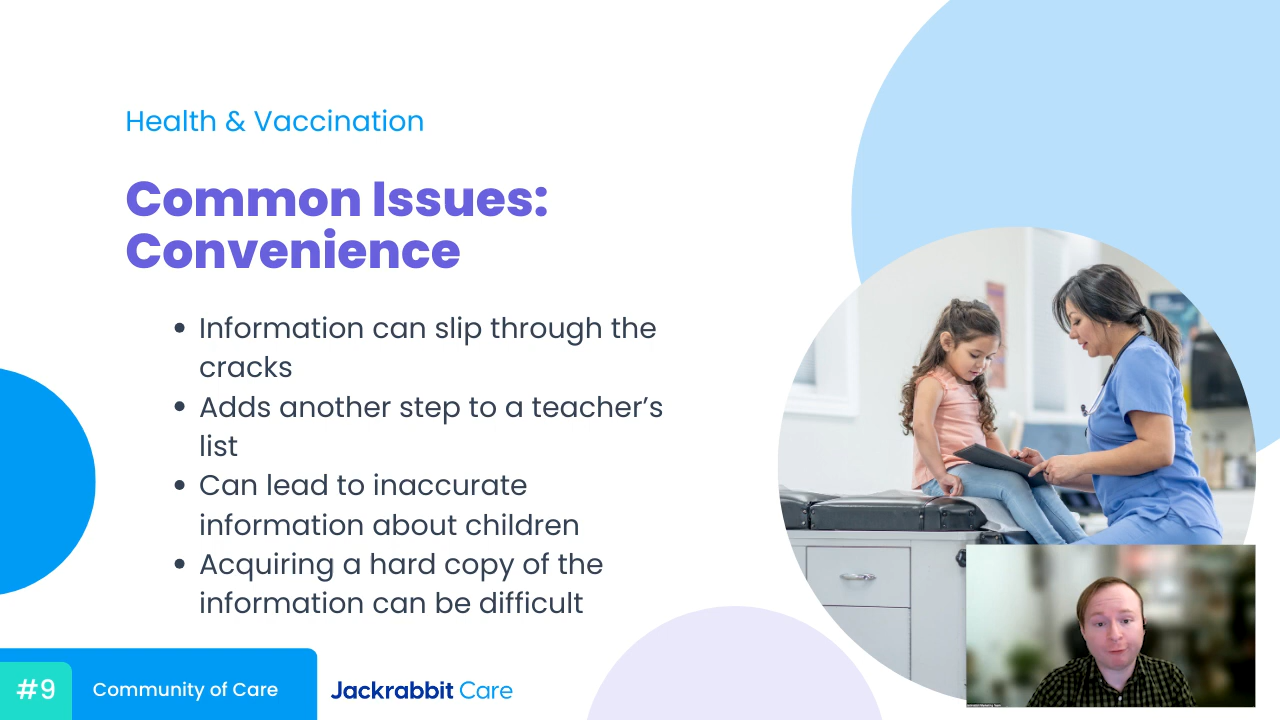 Health & Vaccination
Common Issues:
Convenience
• Information can slip through the
cracks
• Adds another step to a teacher’s
list
• Can lead to inaccurate
information about children
• Acquiring a hard copy of the
information can be difficult
#9
Community of Care
Jackrabbit Care